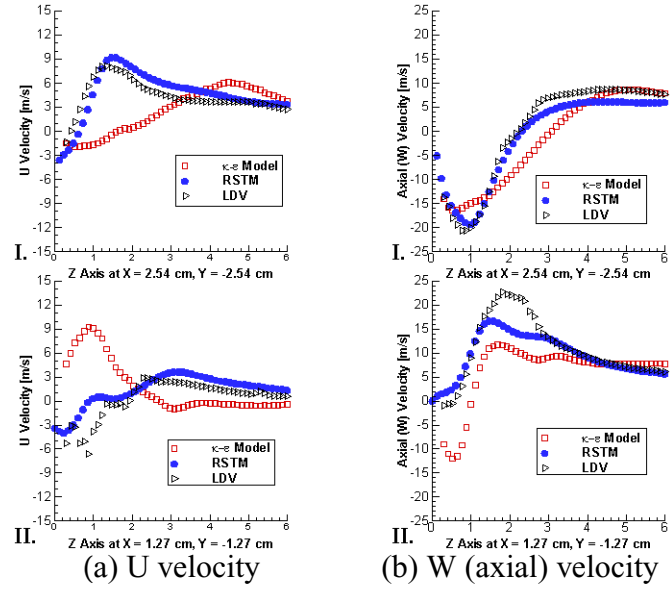 15
12
9
6
3
0
-3
-6
-9
-12
-15
U Velocity [m/s]
κ-ε Model
RSTM
LDV
I.
0 1 2 3 4 5 6
Z Axis at X = 2.54 cm, Y = -2.54 cm
25
20
15
10
5
0
-5
-10
-15
-20
-25
Axial (W) Velocity [m/s]
κ-ε Model
RSTM
LDV
I.
0 1 2 3 4 5 6
Z Axis at X = 2.54 cm, Y = -2.54 cm
15
12
9
6
3
0
-3
-6
-9
-12
-15
U Velocity [m/s]
κ-ε Model
RSTM
LDV
II.
0 1 2 3 4 5 6
Z Axis at X = 1.27 cm, Y = -1.27 cm
25
20
15
10
5
0
-5
-10
-15
-20
-25
Axial (W) Velocity [m/s]
κ-ε Model
RSTM
LDV
II.
0 1 2 3 4 5 6
Z Axis at X = 1.27 cm, Y = -1.27 cm
(a) U velocity
(b) W (axial) velocity